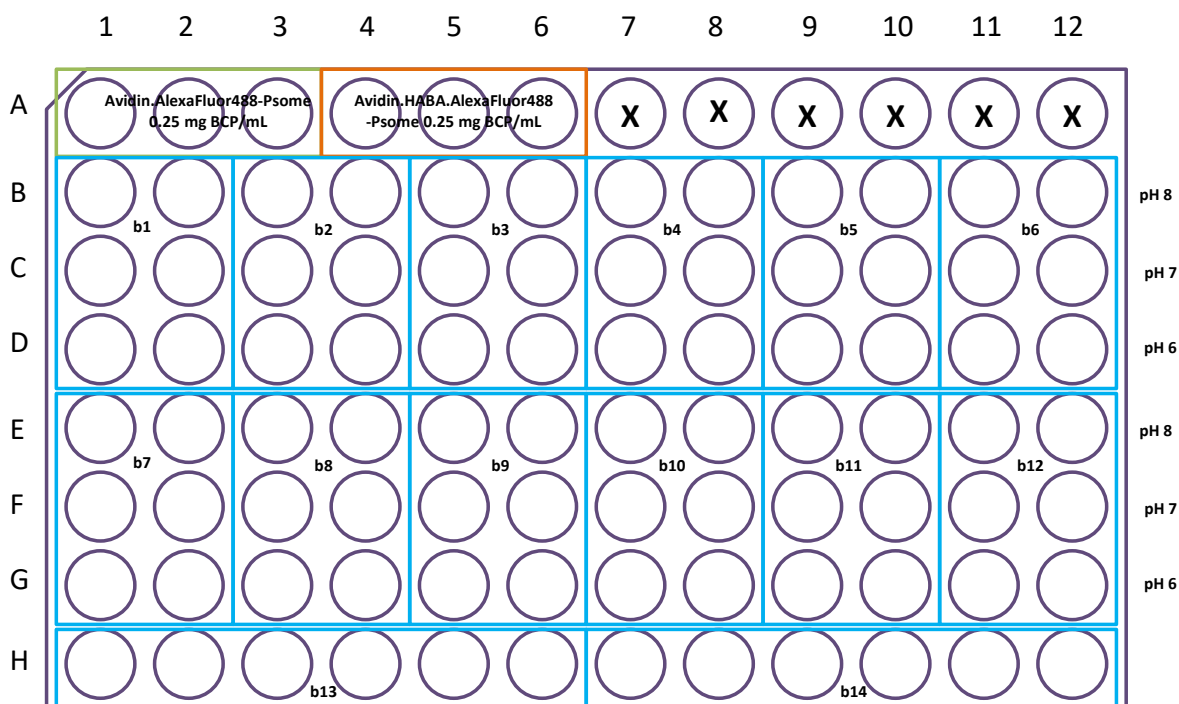 1 2 3 4 5 6 7 8 9 10 11 12
A
Avidin.AlexaFluor488-Psome
0.25 mg BCP/mL
Avidin.HABA.AlexaFluor488
-Psome 0.25 mg BCP/mL
X X X X X X
B pH 8
b1 b2 b3 b4 b5 b6
C pH 7
D pH 6
E pH 8
b7 b8 b9 b10 b11 b12
F pH 7
G pH 6
H
b13 b14